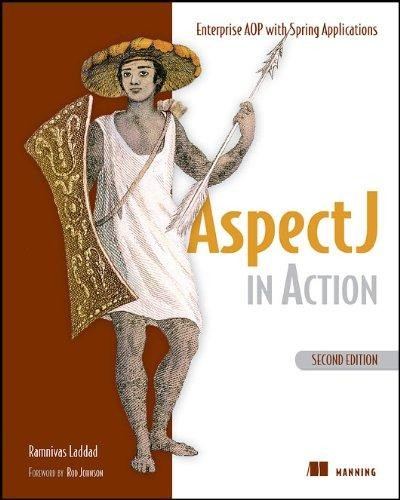 Enterprise AOP with Spring Applications
AspectJ
IN ACTION
SECOND EDITION
Ramnivas Laddad
FOREWORD BY ROD JOHNSON
MANNING